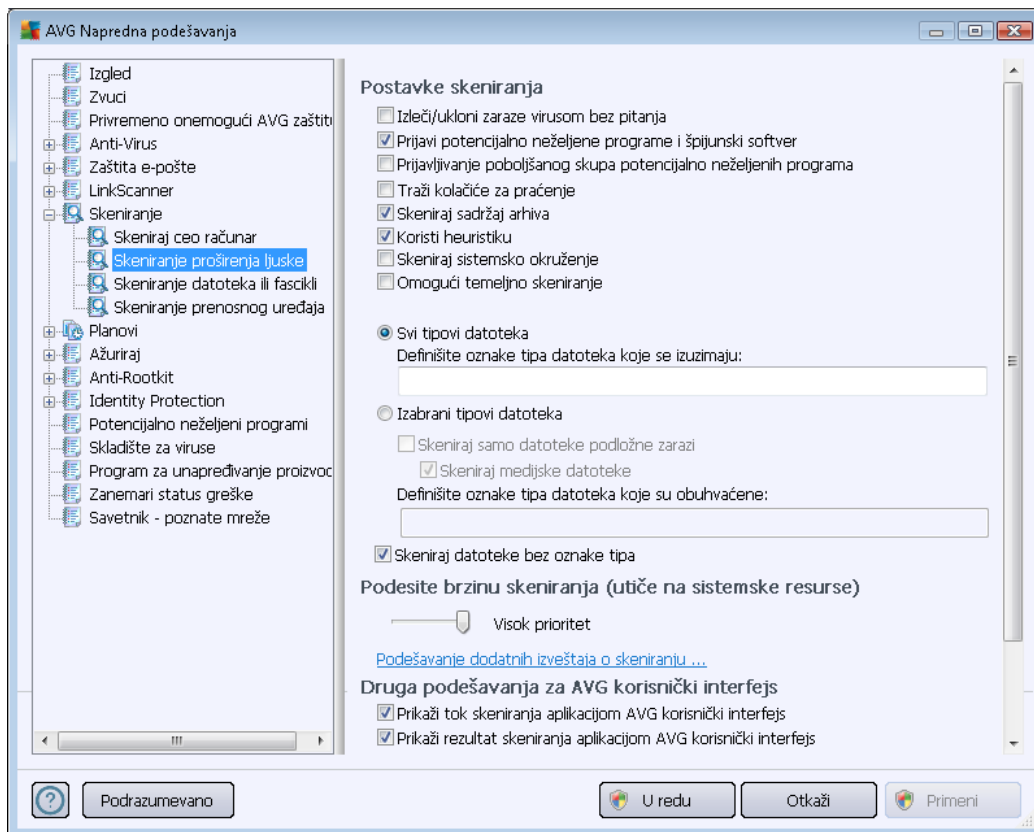 AVG Napredna podešavanja
Izgled
Zvuci
Privremeno onemogući AVG zaštitu
Anti-Virus
Zaštita e-pošte
LinkScanner
Skeniranje
Skeniraj ceo računar
Skeniranje proširenja ljuske
Skeniranje datoteka ili fascikli
Skeniranje prenosnog uređaja
Planovi
Ažuriraj
Anti-Rootkit
Identity Protection
Potencijalno neželjeni programi
Skladište za viruse
Program za unapređivanje proizvod
Zanemari status greške
Savetnik - poznate mreže
Postavke skeniranja
Izleči/ukloni zaraze virusom bez pitanja
Prijavi potencijalno neželjene programe i špijunski softver
Prijavljivanje poboljšanog skupa potencijalno neželjenih programa
Traži kolačiće za praćenje
Skeniraj sadržaj arhiva
Koristi heuristiku
Skeniraj sistemsko okruženje
Omogući temeljno skeniranje
Svi tipovi datoteka
Definišite oznake tipa datoteka koje se izuzimaju:
Izabrani tipovi datoteka
Skeniraj samo datoteke podložne zarazi
Skeniraj medijske datoteke
Definišite oznake tipa datoteka koje su obuhvaćene:
Skeniraj datoteke bez oznake tipa
Podesite brzinu skeniranja (utiče na sistemske resurse)
Visok prioritet
Podešavanje dodatnih izveštaja o skeniranju ...
Druga podešavanja za AVG korisnički interfejs
Prikaži tok skeniranja aplikacijom AVG korisnički interfejs
Prikaži rezultat skeniranja aplikacijom AVG korisnički interfejs
Podrazumevano
U redu
Otkaži
Primeni